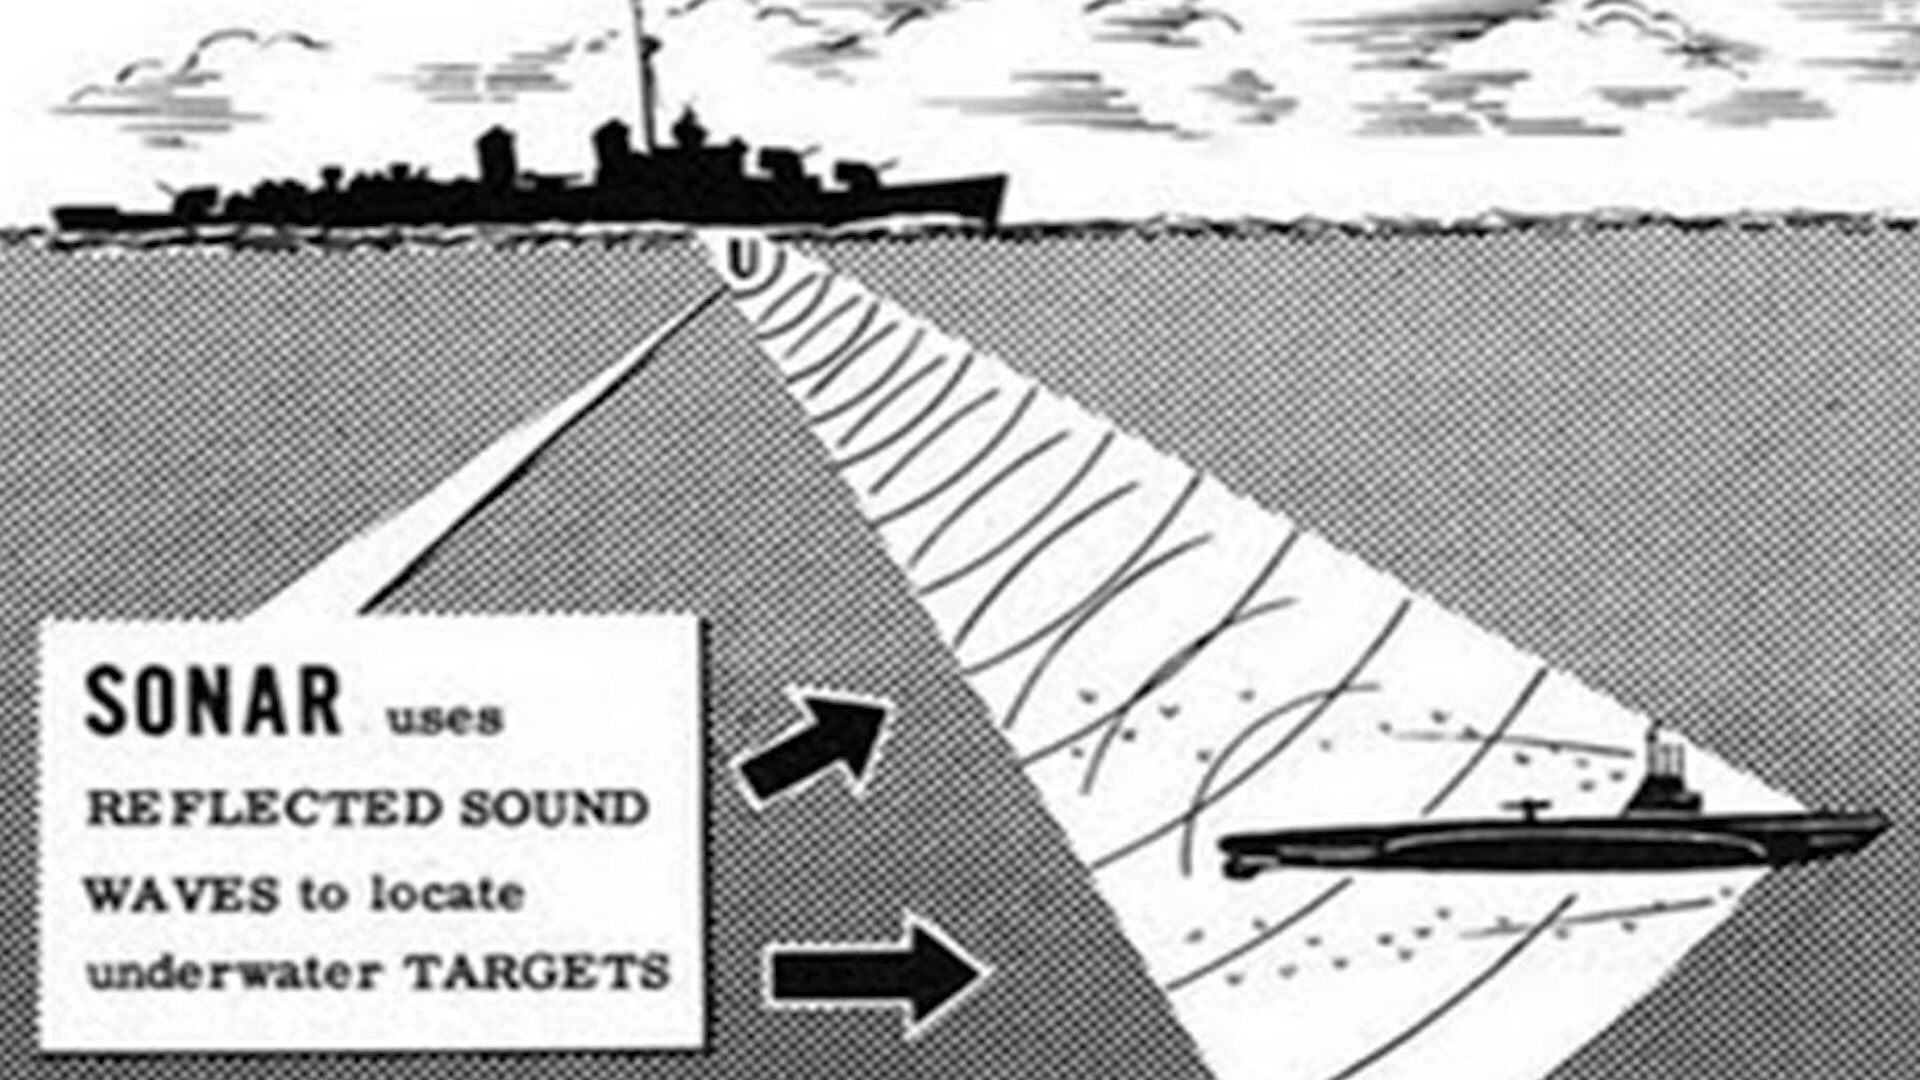 U
SONAR uses
REFLECTED SOUND
WAVES to locate
underwater TARGETS